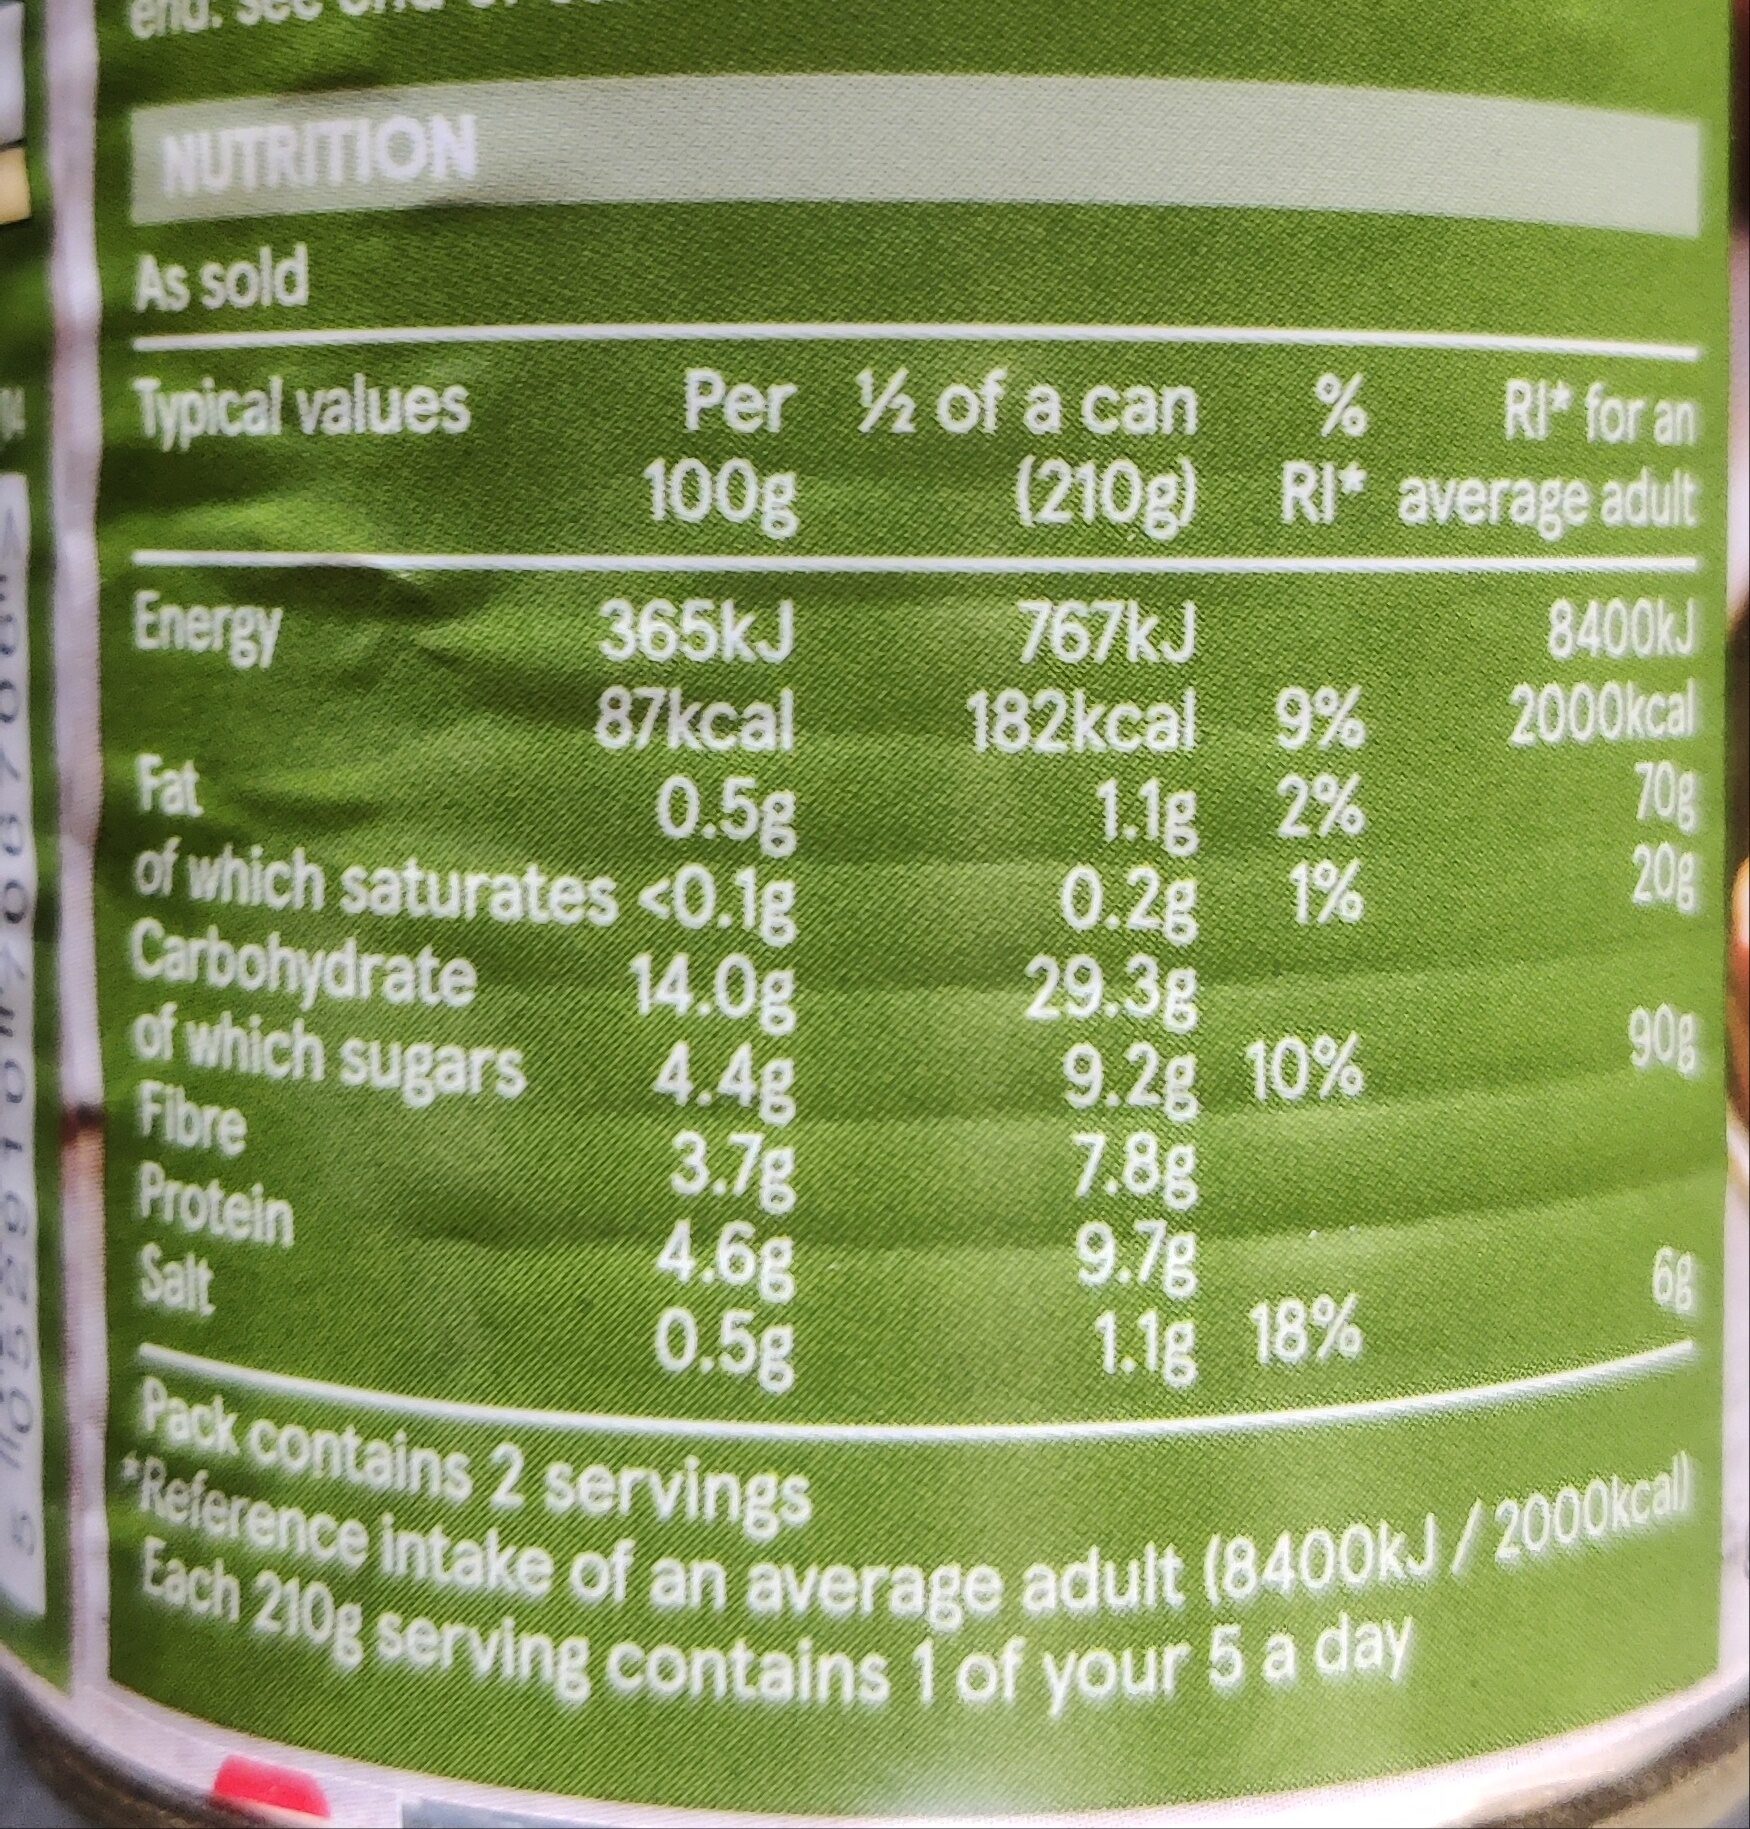 NUTRITION
As sold
Typical values Per ½ of a can % RI* for an
100g (210g) RI* average adult
Energy 365kJ 767kJ 8400kJ
87kcal 182kcal 9% 2000kcal
Fat 0.5g 1.1g 2% 70g
of which saturates <0.1g 0.2g 1% 20g
Carbohydrate 14.0g 29.3g
of which sugars 4.4g 9.2g 10% 90g
Fibre 3.7g 7.8g
Protein 4.6g 9.7g
Salt 0.5g 1.1g 18% 6g
Pack contains 2 servings
*Reference intake of an average adult (8400kJ / 2000kcal)
Each 210g serving contains 1 of your 5 a day